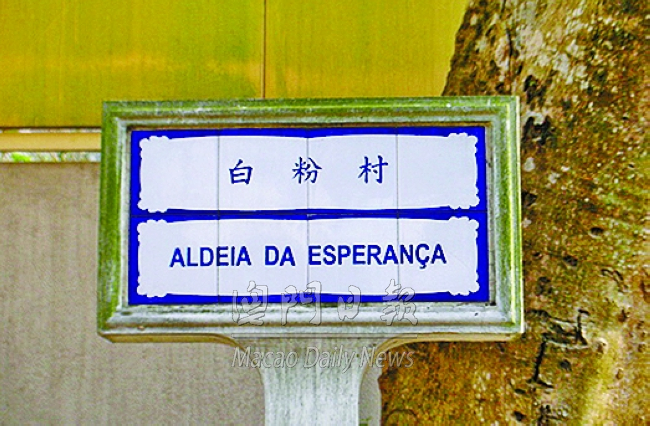 白粉村
ALDEIA DA ESPERANÇA
澳門日報
Macao Daily News